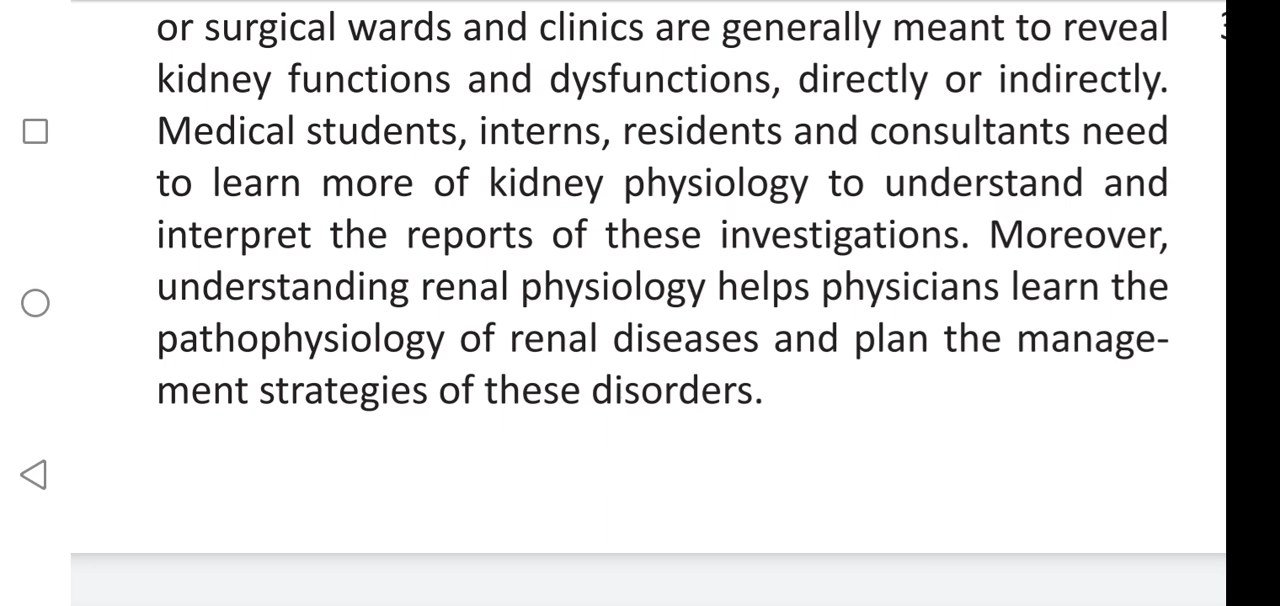 or surgical wards and clinics are generally meant to reveal
kidney functions and dysfunctions, directly or indirectly.
Medical students, interns, residents and consultants need
to learn more of kidney physiology to understand and
interpret the reports of these investigations. Moreover,
understanding renal physiology helps physicians learn the
pathophysiology of renal diseases and plan the manage-
ment strategies of these disorders.